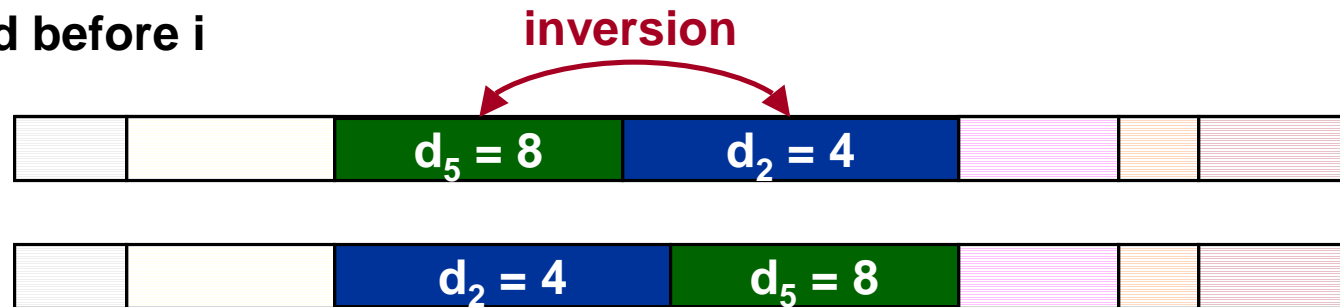 d before i
inversion
d₅ = 8 d₂ = 4
d₂ = 4 d₅ = 8